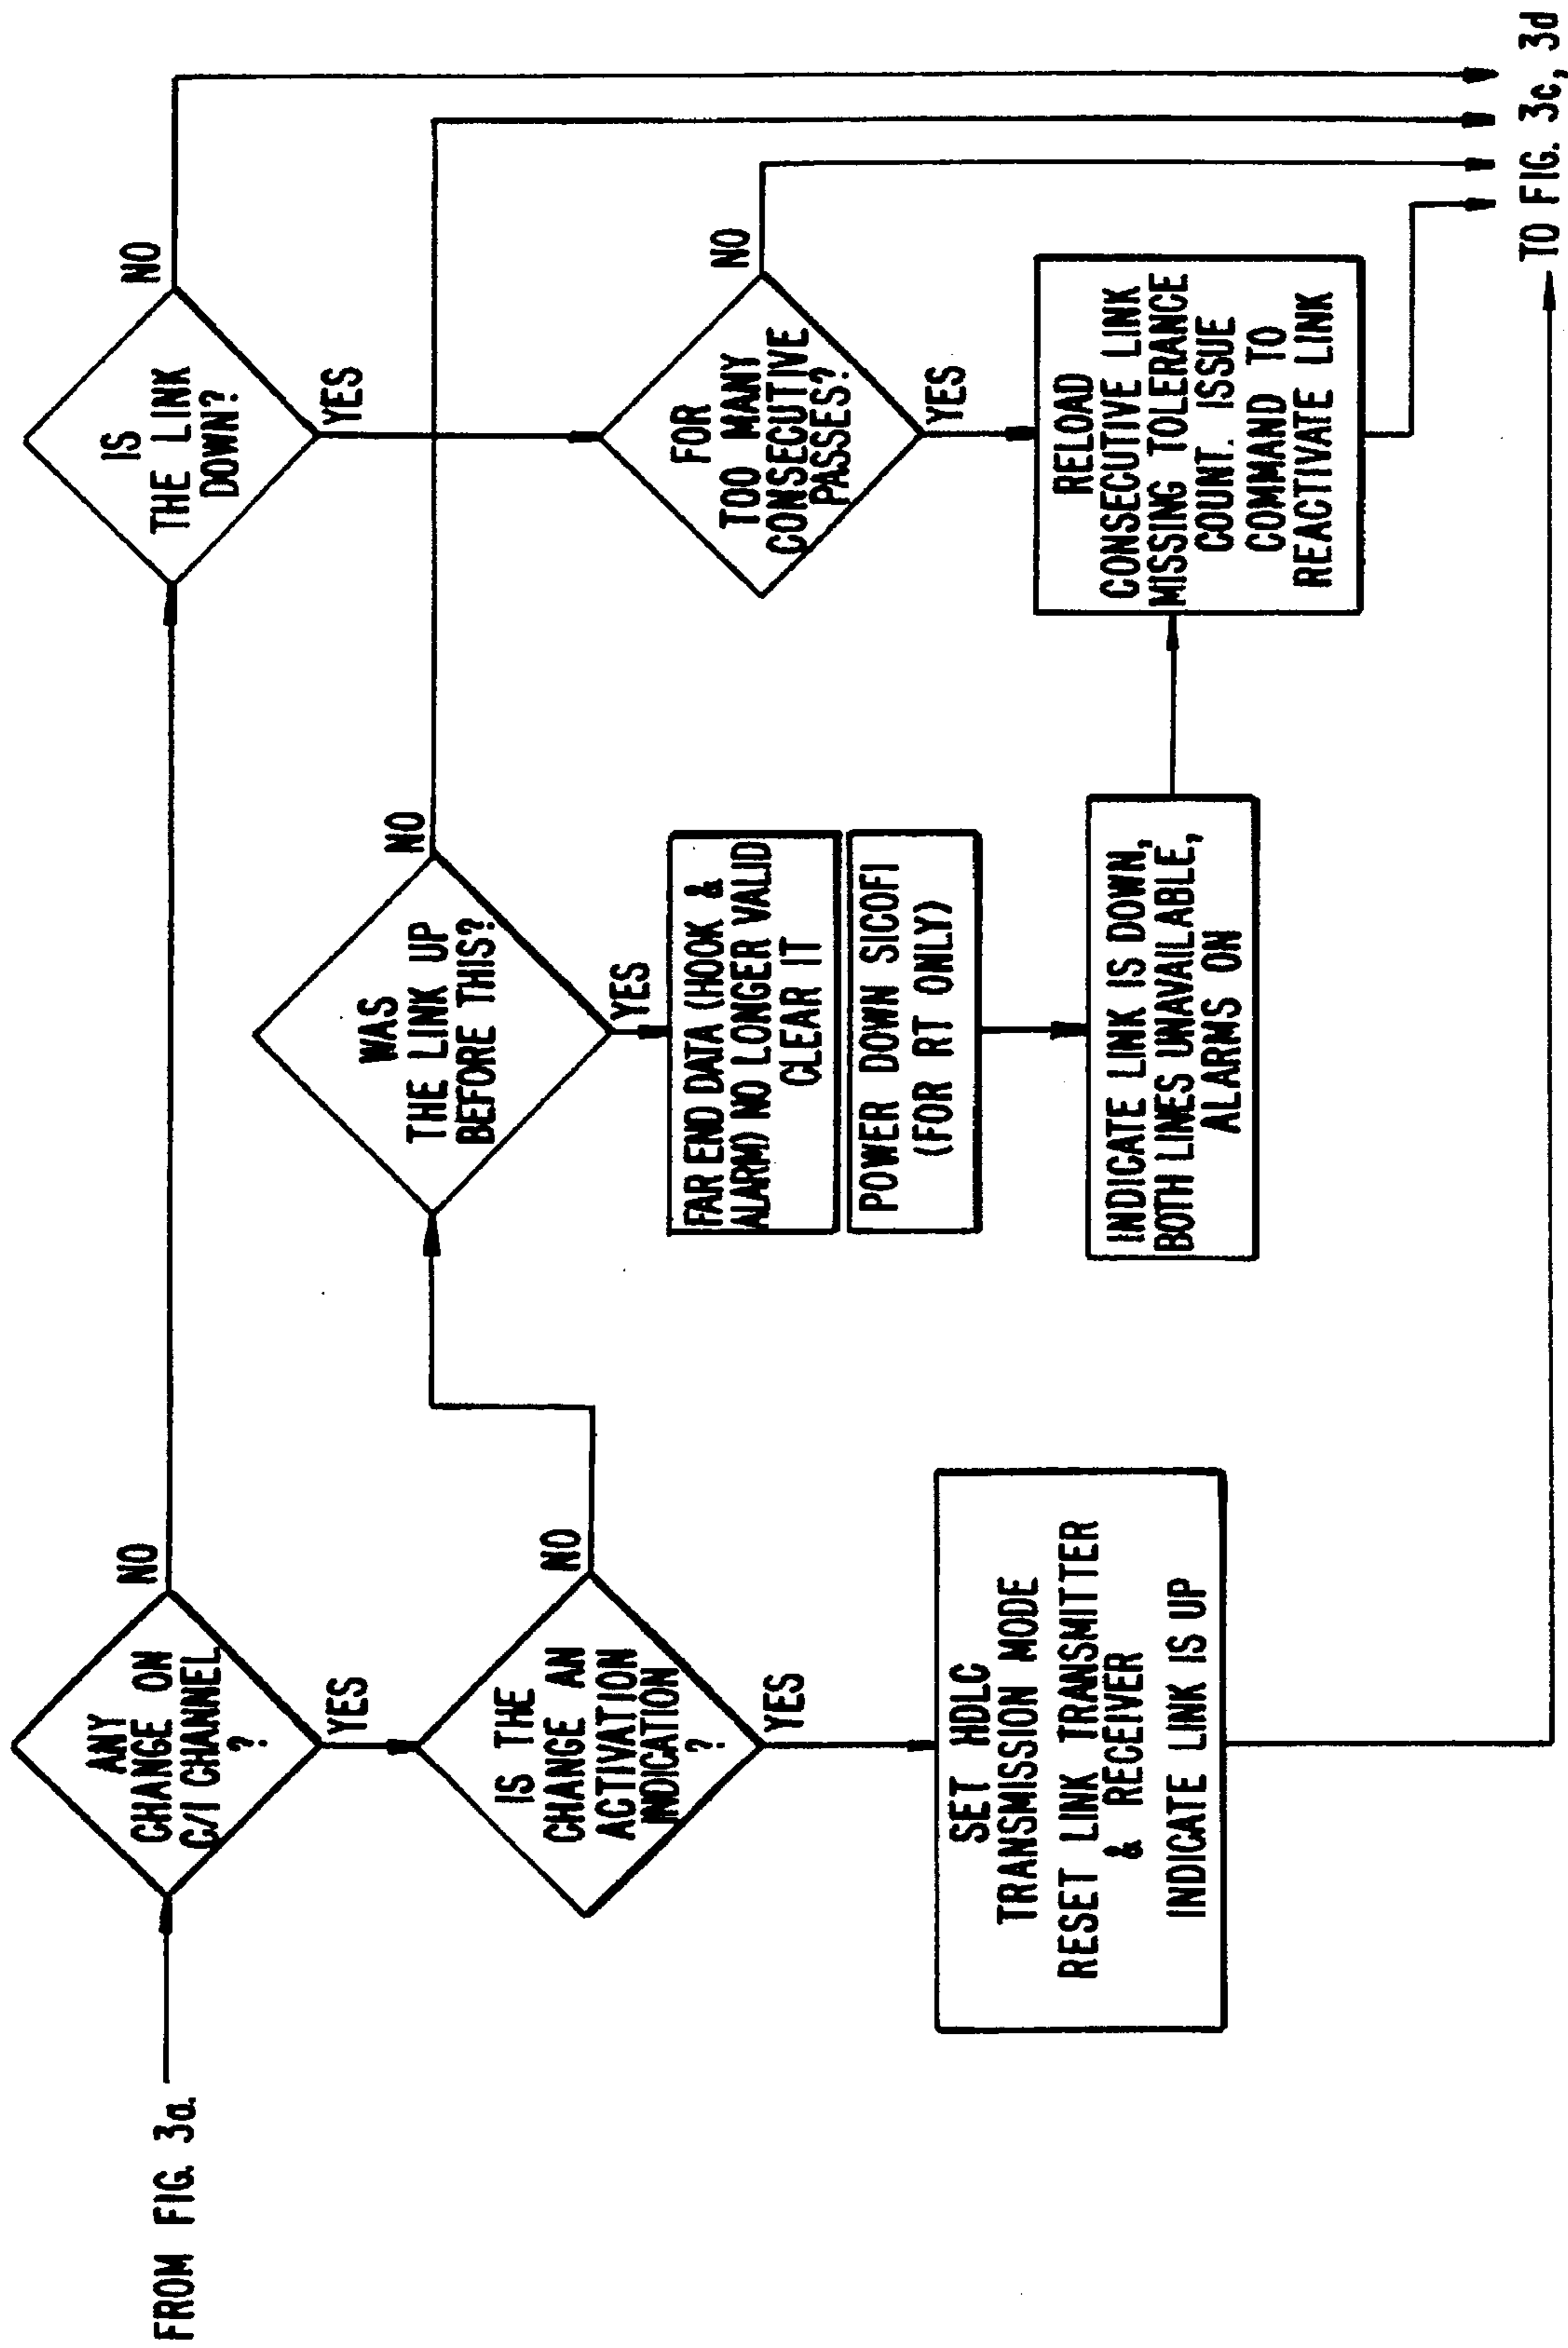 FROM FIG. 3a.
ANY
CHANGE ON
C/I CHANNEL
?
NO
YES
IS THE
CHANGE AN
ACTIVATION
INDICATION
?
NO
YES
SET HDLC
TRANSMISSION MODE
RESET LINK TRANSMITTER
& RECEIVER
INDICATE LINK IS UP
WAS
THE LINK UP
BEFORE THIS?
NO
YES
FAR END DATA (HOOK &
ALARM) NO LONGER VALID
CLEAR IT
POWER DOWN SICOFI
(FOR RT ONLY)
INDICATE LINK IS DOWN,
BOTH LINES UNAVAILABLE,
ALARMS ON
IS
THE LINK
DOWN?
NO
YES
FOR
TOO MANY
CONSECUTIVE
PASSES?
NO
YES
RELOAD
CONSECUTIVE LINK
MISSING TOLERANCE
COUNT. ISSUE
COMMAND TO
REACTIVATE LINK
TO FIG. 3c, 3d